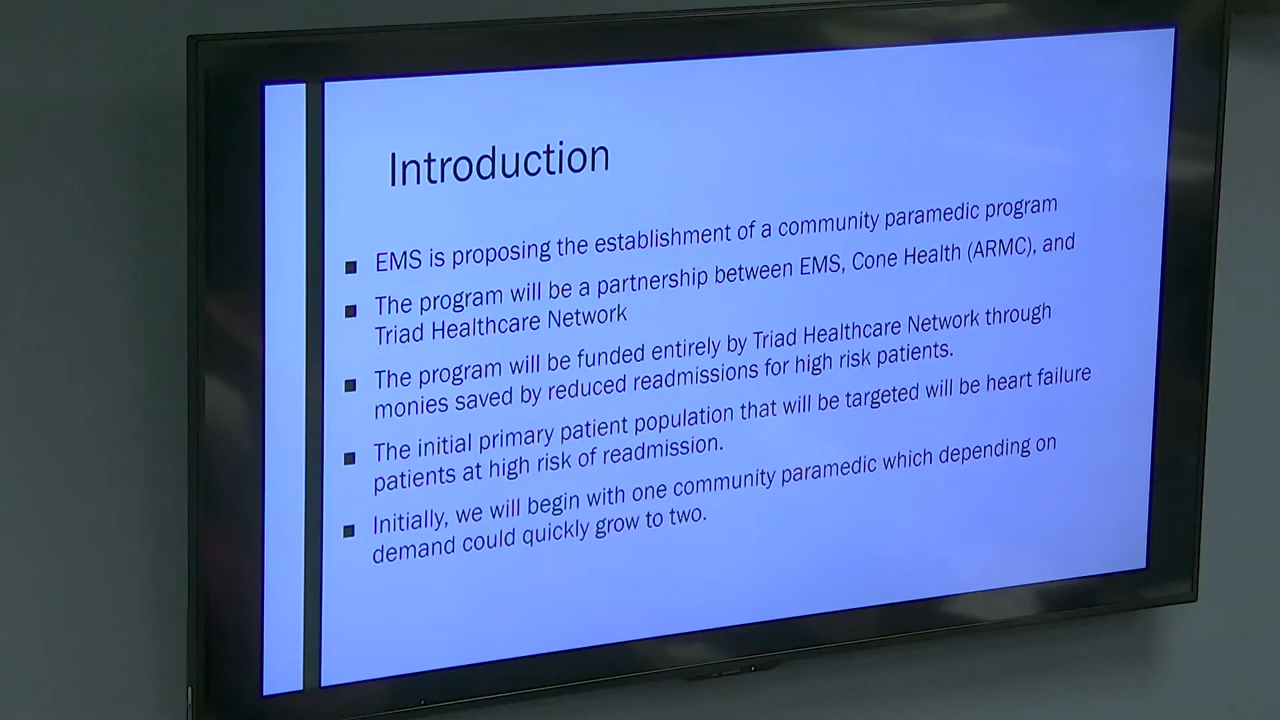 Introduction
EMS is proposing the establishment of a community paramedic program
The program will be a partnership between EMS, Cone Health (ARMC), and
Triad Healthcare Network
The program will be funded entirely by Triad Healthcare Network through
monies saved by reduced readmissions for high risk patients.
The initial primary patient population that will be targeted will be heart failure
patients at high risk of readmission.
Initially, we will begin with one community paramedic which depending on
demand could quickly grow to two.